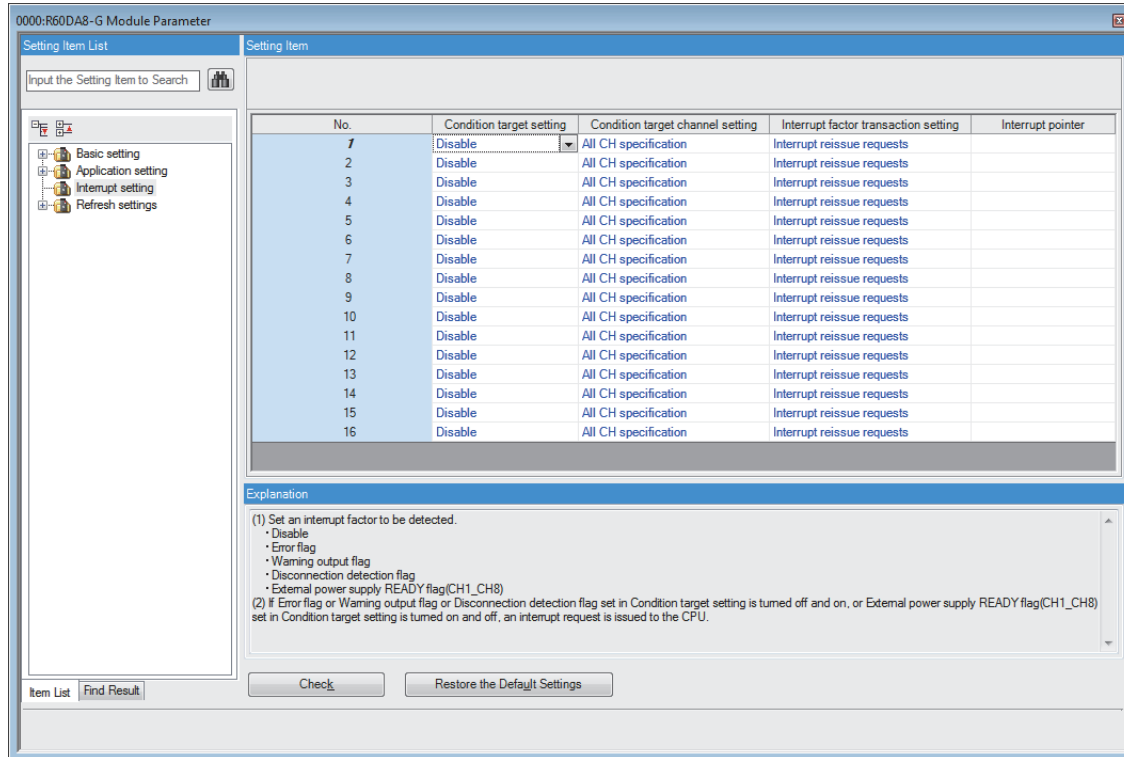 0000:R60DA8-G Module Parameter
Setting Item List
Setting Item
Input the Setting Item to Search
Basic setting
Application setting
Interrupt setting
Refresh settings
No. Condition target setting Condition target channel setting Interrupt factor transaction setting Interrupt pointer
1 Disable All CH specification Interrupt reissue requests
2 Disable All CH specification Interrupt reissue requests
3 Disable All CH specification Interrupt reissue requests
4 Disable All CH specification Interrupt reissue requests
5 Disable All CH specification Interrupt reissue requests
6 Disable All CH specification Interrupt reissue requests
7 Disable All CH specification Interrupt reissue requests
8 Disable All CH specification Interrupt reissue requests
9 Disable All CH specification Interrupt reissue requests
10 Disable All CH specification Interrupt reissue requests
11 Disable All CH specification Interrupt reissue requests
12 Disable All CH specification Interrupt reissue requests
13 Disable All CH specification Interrupt reissue requests
14 Disable All CH specification Interrupt reissue requests
15 Disable All CH specification Interrupt reissue requests
16 Disable All CH specification Interrupt reissue requests
Explanation
(1) Set an interrupt factor to be detected.
・Disable
・Error flag
・Warning output flag
・Disconnection detection flag
・External power supply READY flag(CH1_CH8)
(2) If Error flag or Warning output flag or Disconnection detection flag set in Condition target setting is turned off and on, or External power supply READY flag(CH1_CH8)
set in Condition target setting is turned on and off, an interrupt request is issued to the CPU.
Item List Find Result
Check Restore the Default Settings